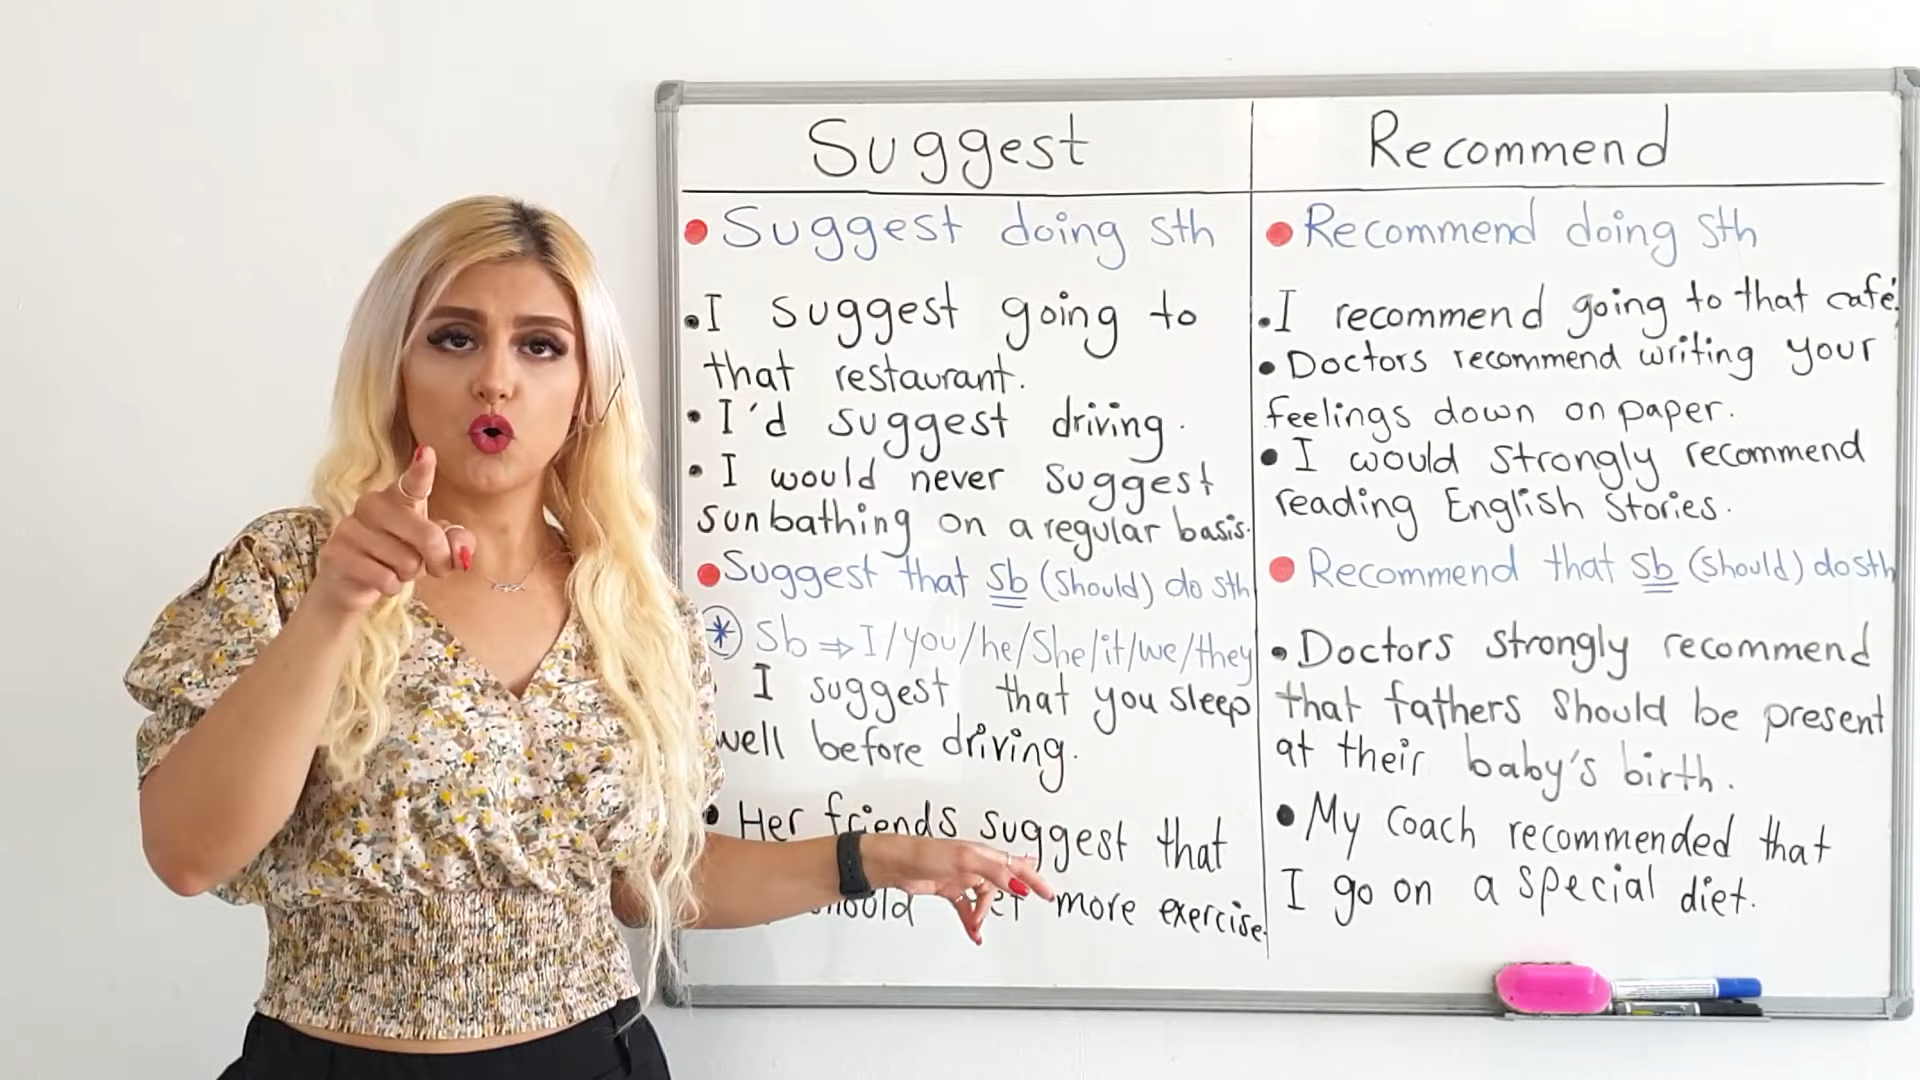 Suggest
Suggest doing sth
•I suggest going to
that restaurant.
• I'd suggest driving.
• I would never suggest
sunbathing on a regular basis.
Suggest that sb (should) do sth
* Sb ⇒ I/you/he/She/it/we/they
I suggest that you sleep
well before driving.
• Her friends suggest that
should more exercise.
Recommend
Recommend doing sth
•I recommend going to that café.
• Doctors recommend writing your
feelings down on paper.
• I would strongly recommend
reading English stories.
Recommend that sb (should) do sth
• Doctors strongly recommend
that fathers should be present
at their baby's birth.
• My coach recommended that
I go on a special diet.